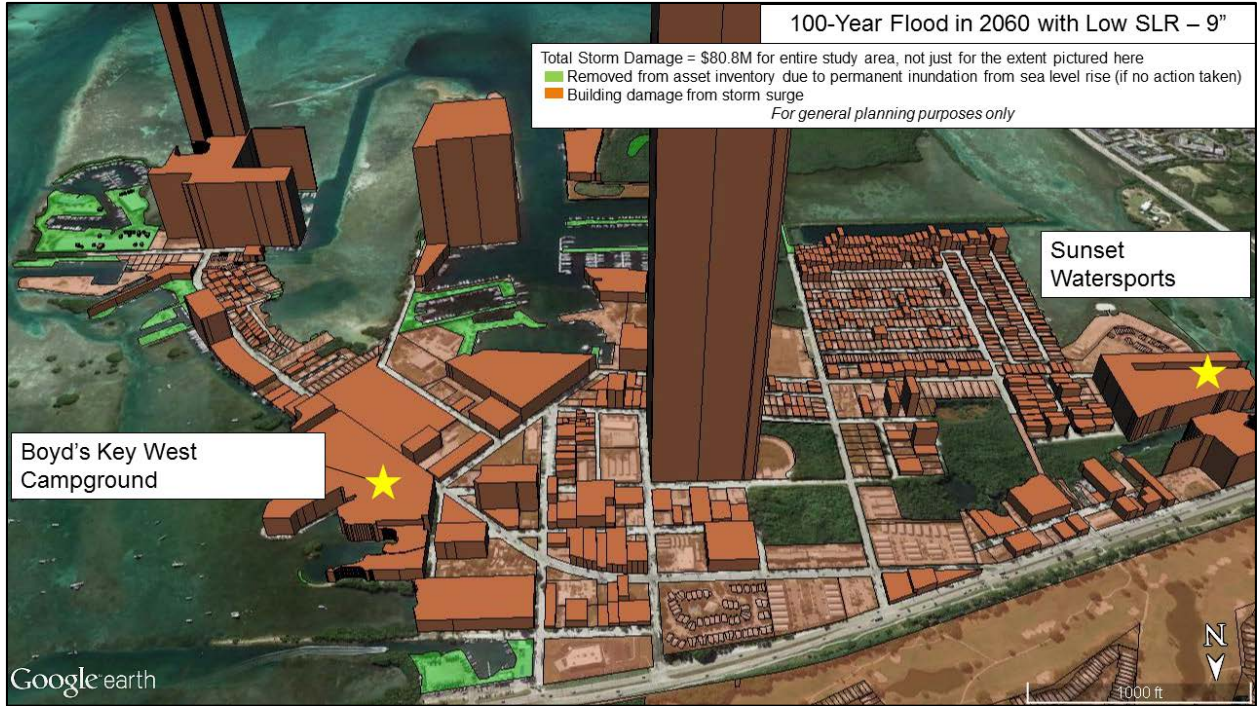 100-Year Flood in 2060 with Low SLR – 9”
Total Storm Damage = $80.8M for entire study area, not just for the extent pictured here
Removed from asset inventory due to permanent inundation from sea level rise (if no action taken)
Building damage from storm surge
For general planning purposes only
Sunset
Watersports
Boyd’s Key West
Campground
N
Google earth
1000 ft